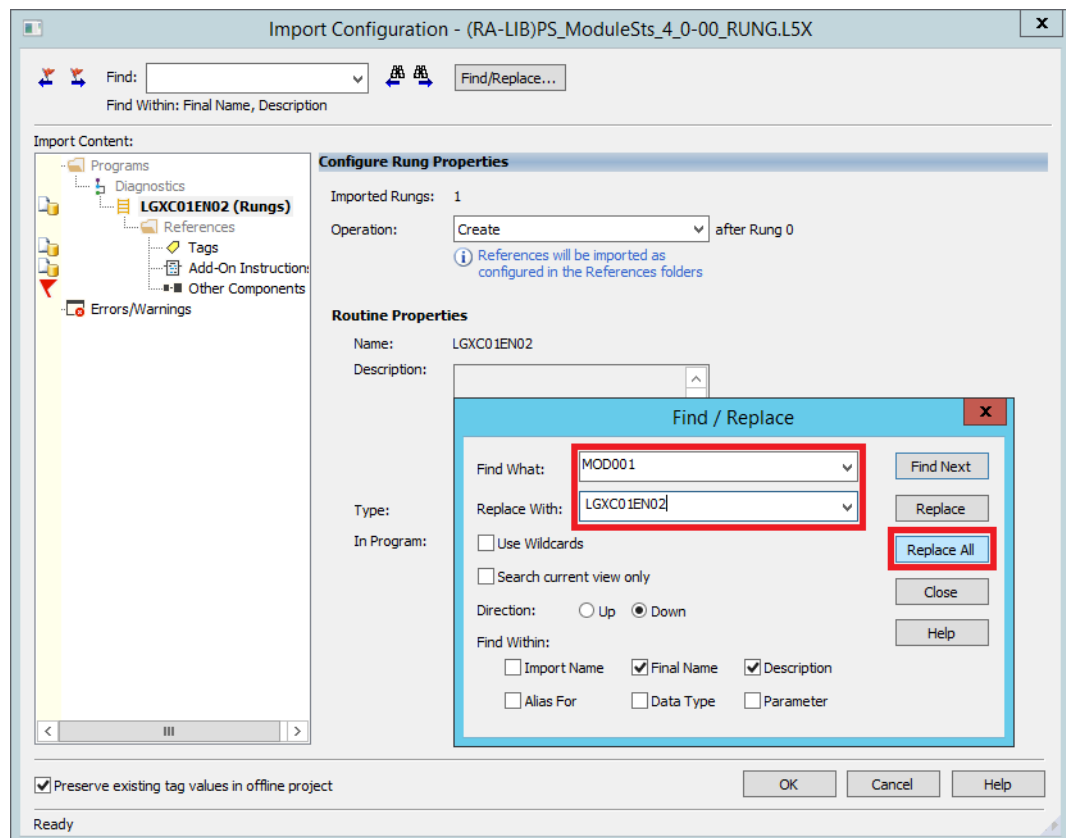 Import Configuration - (RA-LIB)PS_ModuleSts_4_0-00_RUNG.L5X
x
Find:
Find/Replace...
Find Within: Final Name, Description
Import Content:
Programs
Diagnostics
LGXC01EN02 (Rungs)
References
Tags
Add-On Instruction
Other Components
Errors/Warnings
Configure Rung Properties
Imported Rungs: 1
Operation: Create after Rung 0
i References will be imported as
configured in the References folders
Routine Properties
Name: LGXC01EN02
Description:
Type:
In Program:
Find / Replace
x
Find What: MOD001 Find Next
Replace With: LGXC01EN02 Replace
Use Wildcards Replace All
Search current view only
Close
Direction: Up Down
Help
Find Within:
Import Name Final Name Description
Alias For Data Type Parameter
Preserve existing tag values in offline project OK Cancel Help
Ready